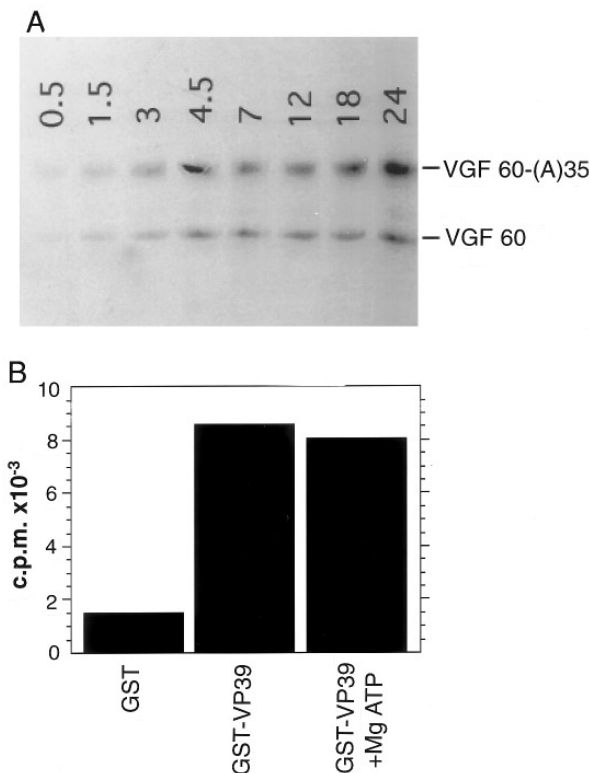 A
0.5 1.5 3 4.5 7 12 18 24
VGF 60-(A)35
VGF 60
B
c.p.m. x10-3
10
8
6
4
2
0
GST
GST-VP39
GST-VP39
+Mg ATP